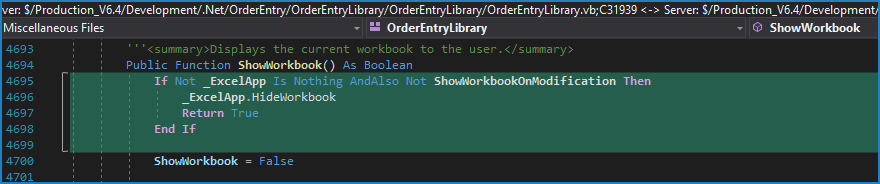 ver: $/Production_V6.4/Development/.Net/OrderEntryLibrary/OrderEntryLibrary/OrderEntryLibrary.vb;C31939 <-> Server: $/Production_V6.4/Development/
Miscellaneous Files OrderEntryLibrary ShowWorkbook
4693 '''<summary>Displays the current workbook to the user.</summary>
4694 Public Function ShowWorkbook() As Boolean
4695 If Not _ExcelApp Is Nothing AndAlso Not ShowWorkbookOnModification Then
4696 _ExcelApp.HideWorkbook
4697 Return True
4698 End If
4699
4700 ShowWorkbook = False
4701